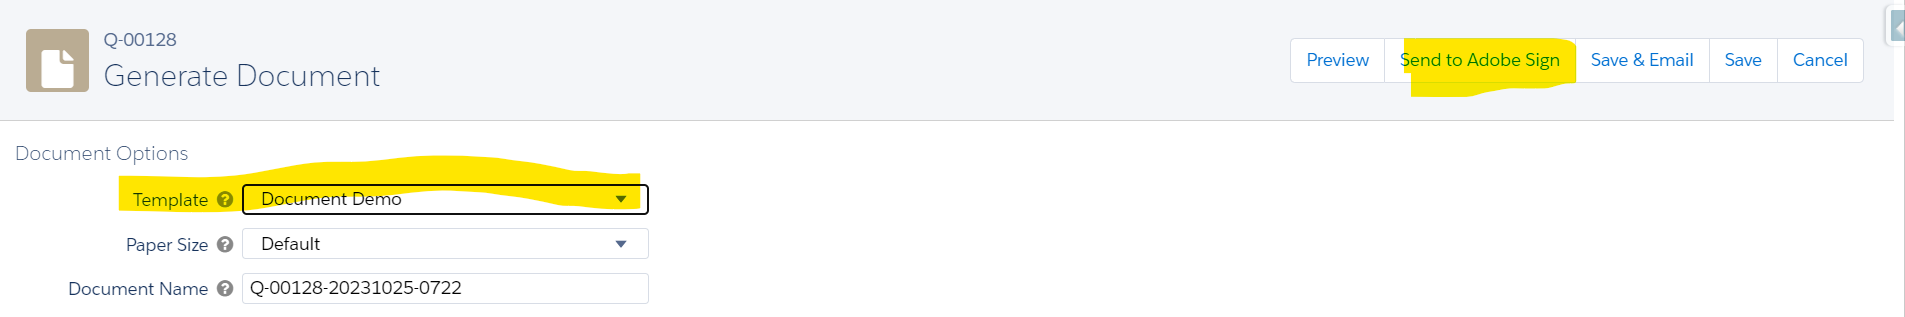 Q-00128
Generate Document
Preview Send to Adobe Sign Save & Email Save Cancel
Document Options
Template ? Document Demo
Paper Size ? Default
Document Name ? Q-00128-20231025-0722